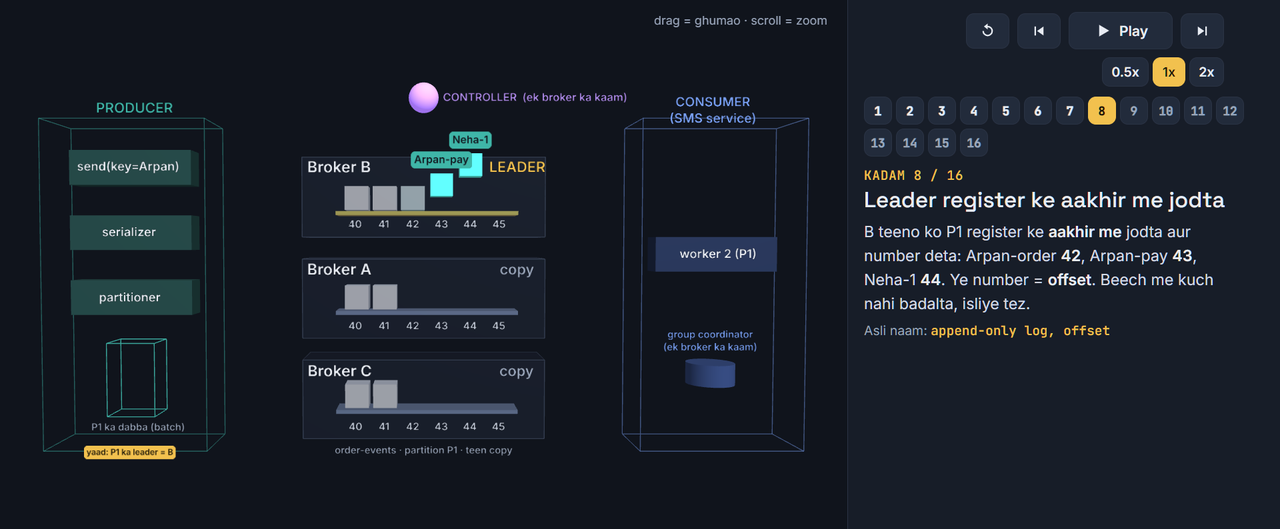 drag = ghumao · scroll = zoom
PRODUCER
send(key=Arpan)
serializer
partitioner
P1 ka dabba (batch)
yaad: P1 ka leader = B
CONTROLLER (ek broker ka kaam)
Neha-1
Arpan-pay
Broker B
LEADER
40 41 42 43 44 45
Broker A
copy
40 41 42 43 44 45
Broker C
copy
40 41 42 43 44 45
order-events · partition P1 · teen copy
CONSUMER
(SMS service)
worker 2 (P1)
group coordinator
(ek broker ka kaam)
Play
0.5x 1x 2x
1 2 3 4 5 6 7 8 9 10 11 12
13 14 15 16
KADAM 8 / 16
Leader register ke aakhir me jodta
B teeno ko P1 register ke aakhir me jodta aur
number deta: Arpan-order 42, Arpan-pay 43,
Neha-1 44. Ye number = offset. Beech me kuch
nahi badalta, isliye tez.
Asli naam: append-only log, offset